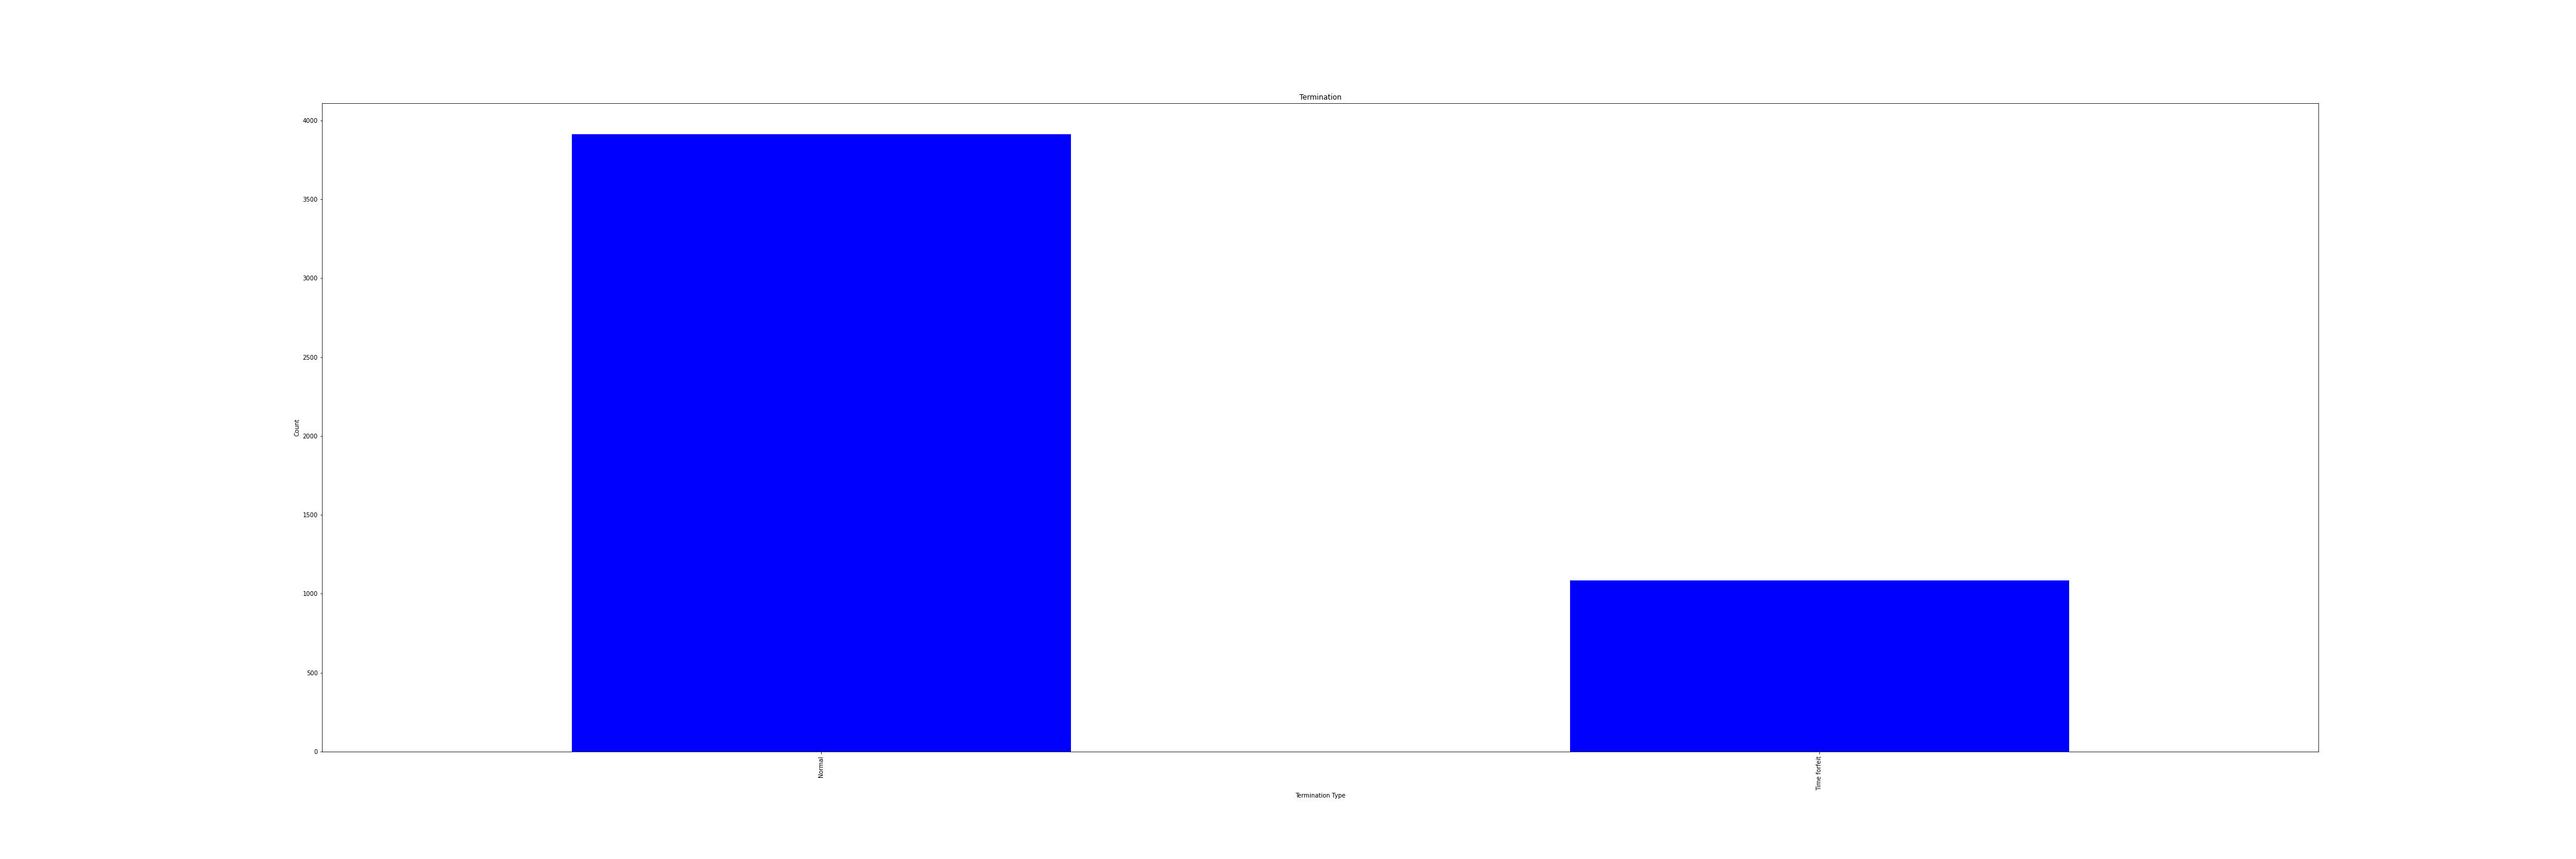 Termination
4000
3500
3000
2500
2000
1500
1000
500
0
Count
Normal
Time forfeit
Termination Type